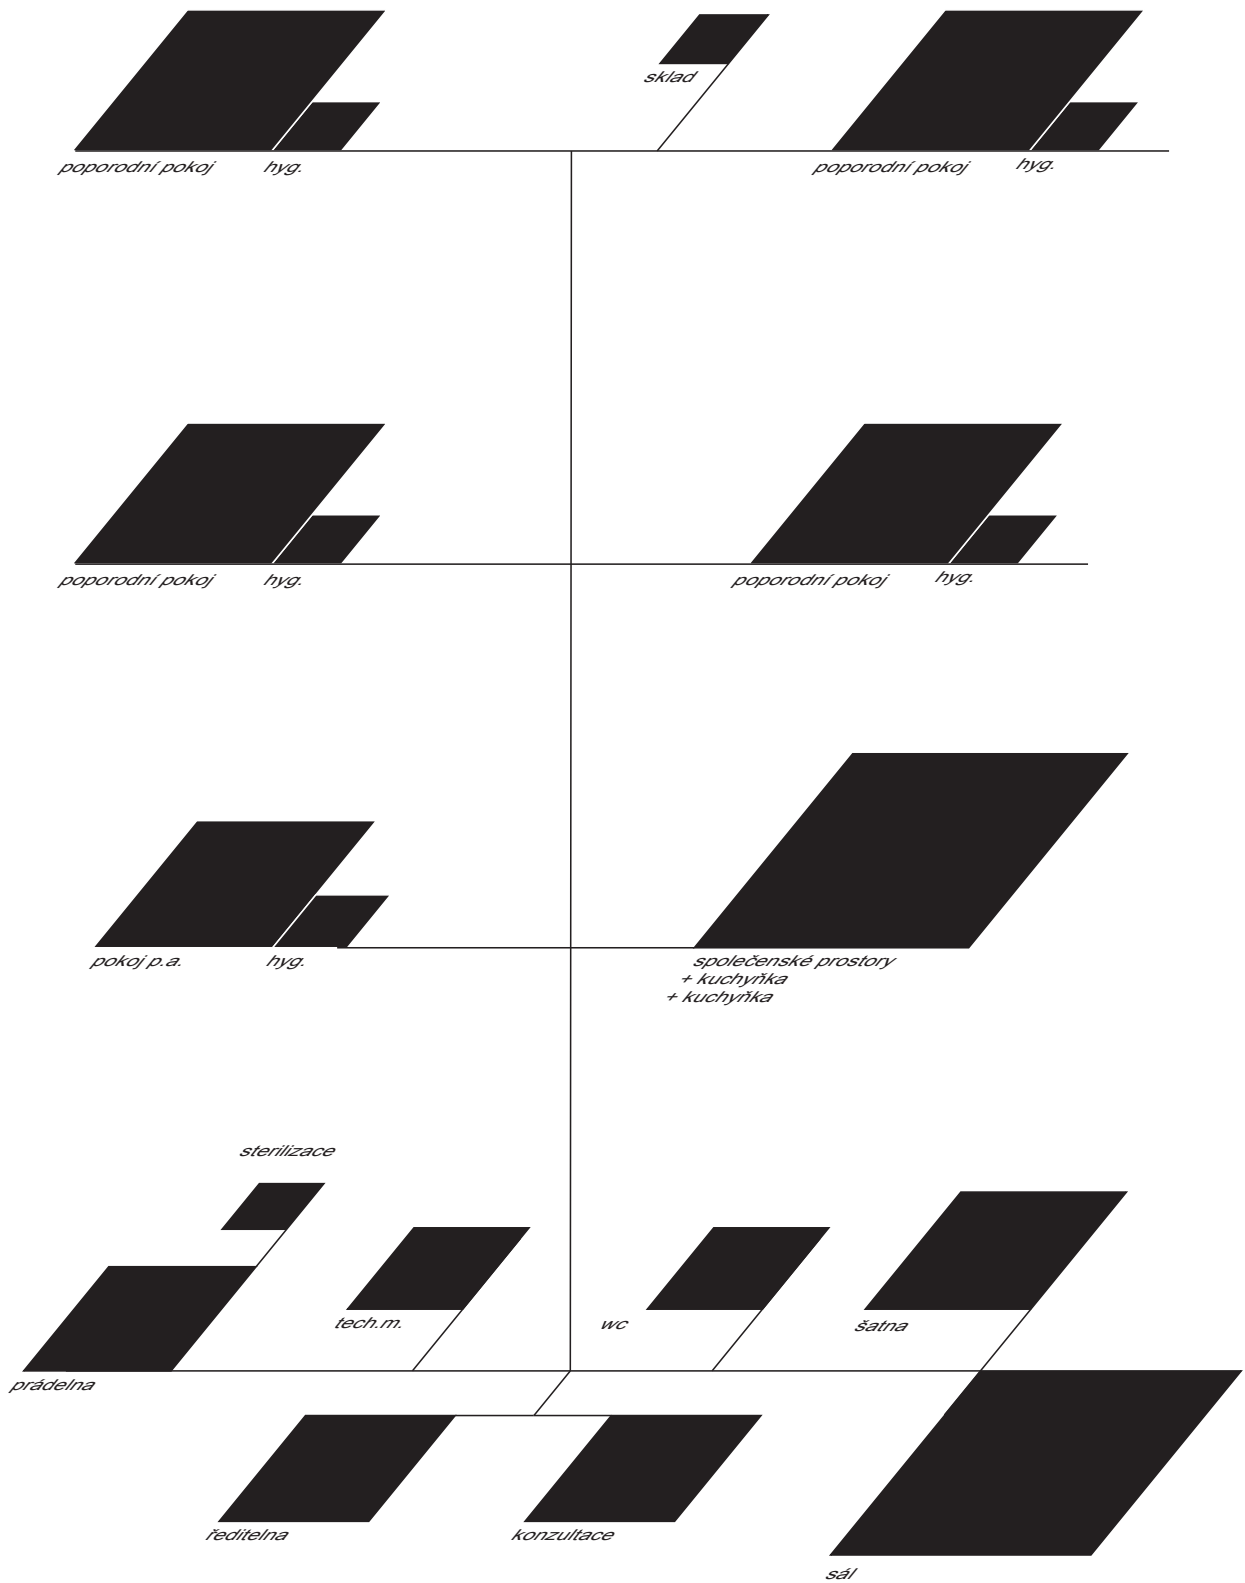 sklad
poporodní pokoj
hyg.
poporodní pokoj
hyg.
poporodní pokoj
hyg.
poporodní pokoj
hyg.
pokoj p.a.
hyg.
společenské prostory
+ kuchyňka
+ kuchyňka
sterilizace
tech.m.
wc
šatna
prádelna
ředitelna
konzultace
sál